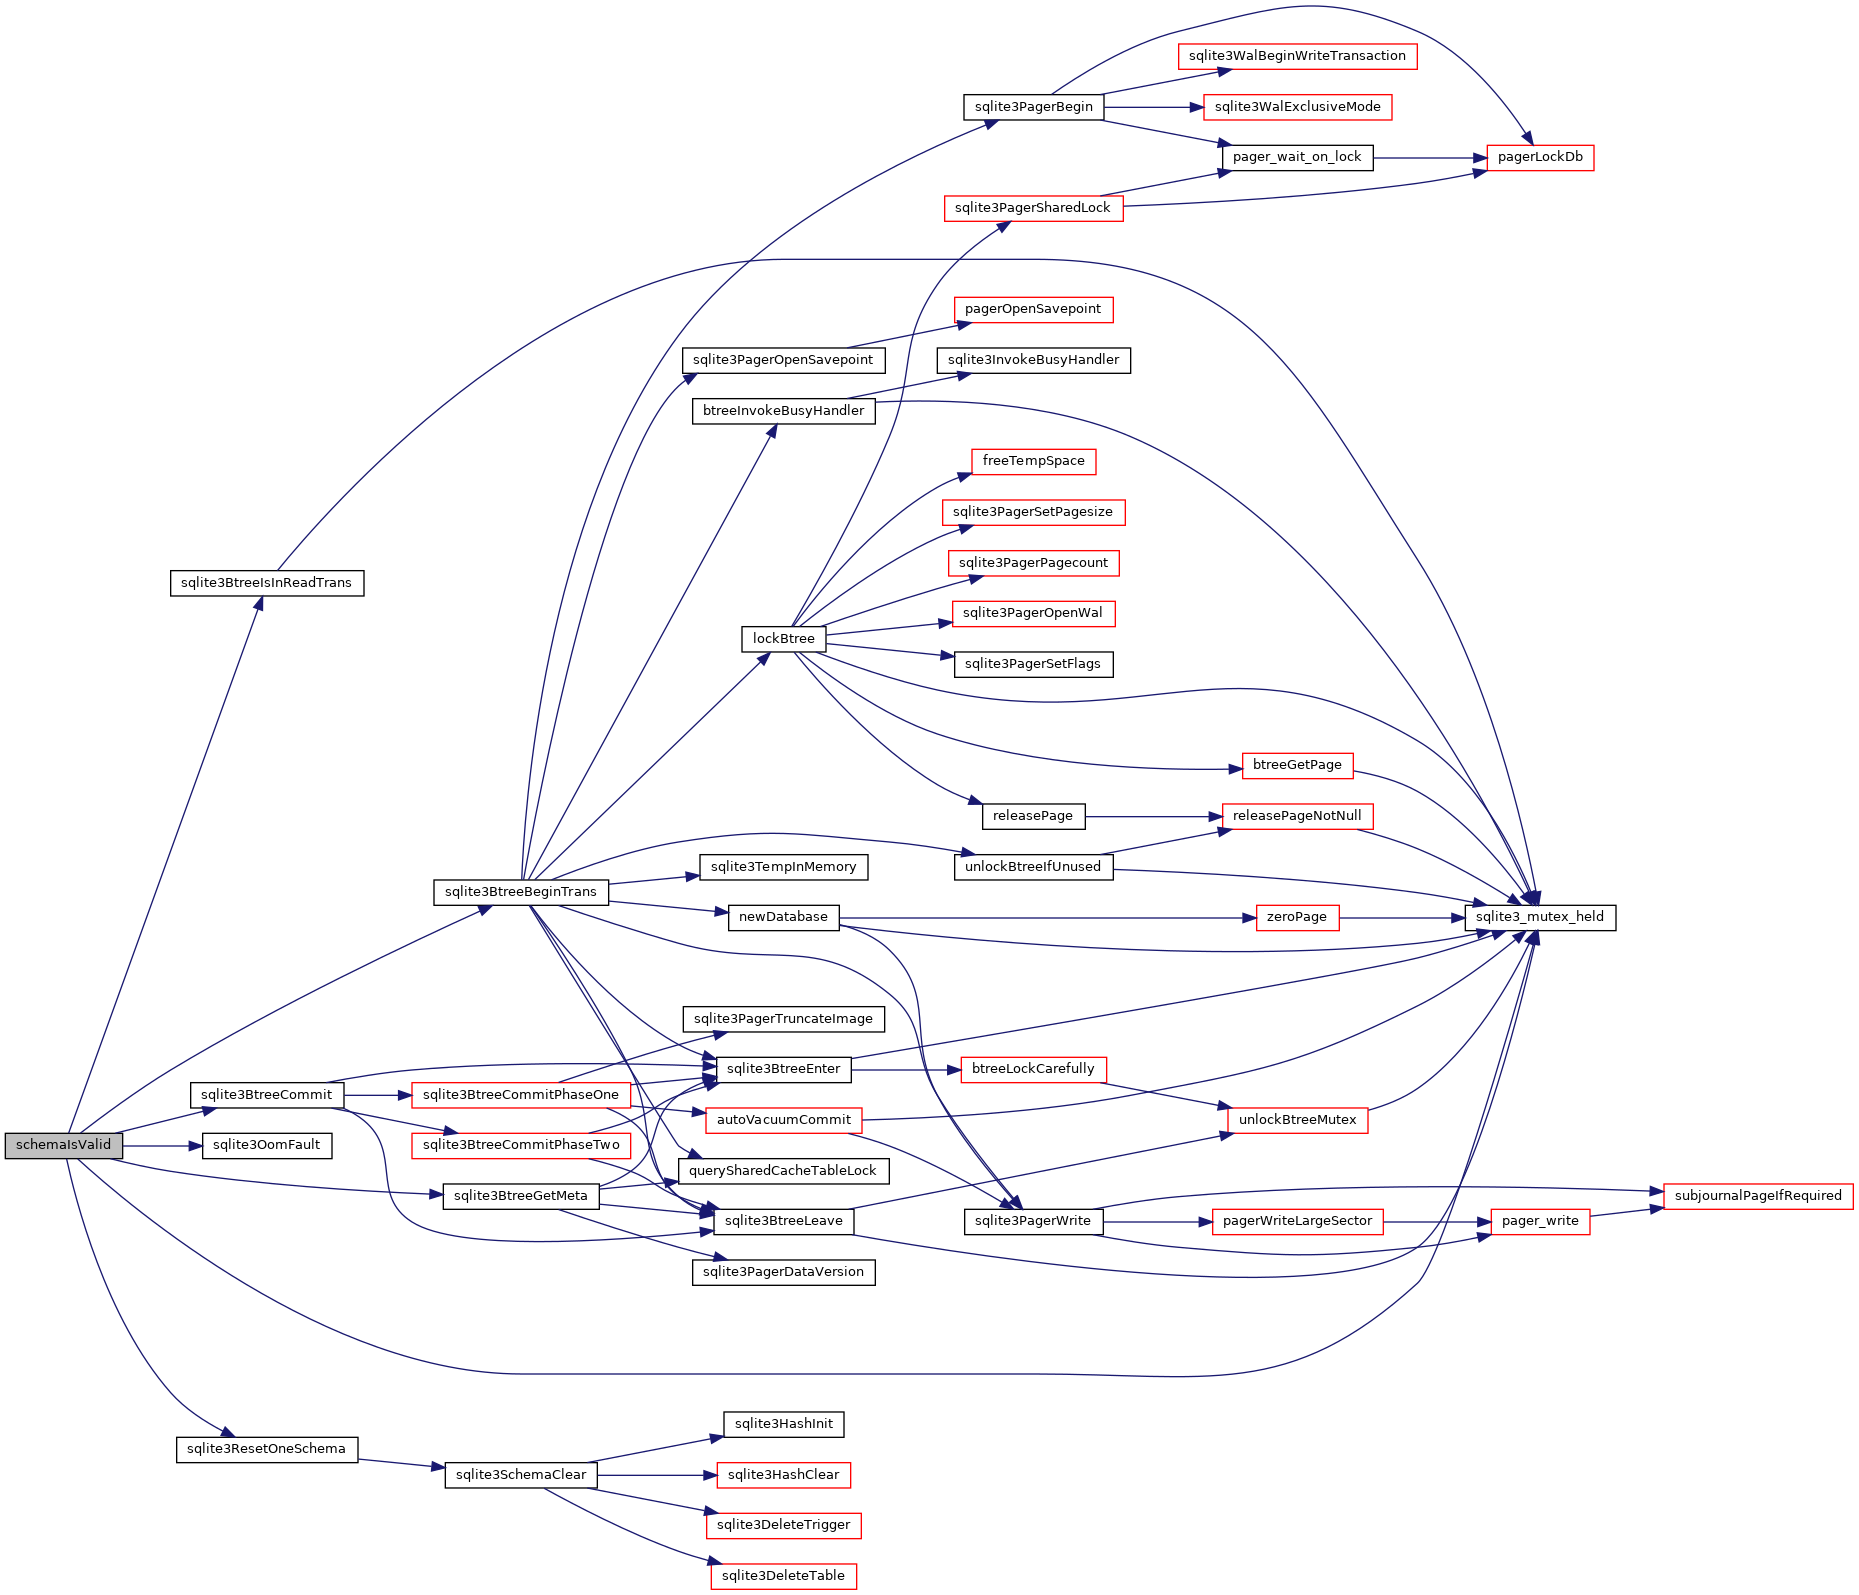 sqlite3WalBeginWriteTransaction
sqlite3PagerBegin
sqlite3WalExclusiveMode
pager_wait_on_lock
pagerLockDb
sqlite3PagerSharedLock
pagerOpenSavepoint
sqlite3PagerOpenSavepoint
sqlite3InvokeBusyHandler
btreeInvokeBusyHandler
freeTempSpace
sqlite3PagerSetPagesize
sqlite3PagerPagecount
sqlite3BtreeIsInReadTrans
sqlite3PagerOpenWal
lockBtree
sqlite3PagerSetFlags
btreeGetPage
releasePage
releasePageNotNull
sqlite3TempInMemory
unlockBtreeIfUnused
sqlite3BtreeBeginTrans
newDatabase
zeroPage
sqlite3_mutex_held
sqlite3PagerTruncateImage
sqlite3BtreeEnter
btreeLockCarefully
sqlite3BtreeCommit
sqlite3BtreeCommitPhaseOne
autoVacuumCommit
unlockBtreeMutex
schemaIsValid
sqlite3OomFault
sqlite3BtreeCommitPhaseTwo
querySharedCacheTableLock
sqlite3BtreeGetMeta
subjournalPageIfRequired
sqlite3BtreeLeave
sqlite3PagerWrite
pagerWriteLargeSector
pager_write
sqlite3PagerDataVersion
sqlite3HashInit
sqlite3ResetOneSchema
sqlite3SchemaClear
sqlite3HashClear
sqlite3DeleteTrigger
sqlite3DeleteTable